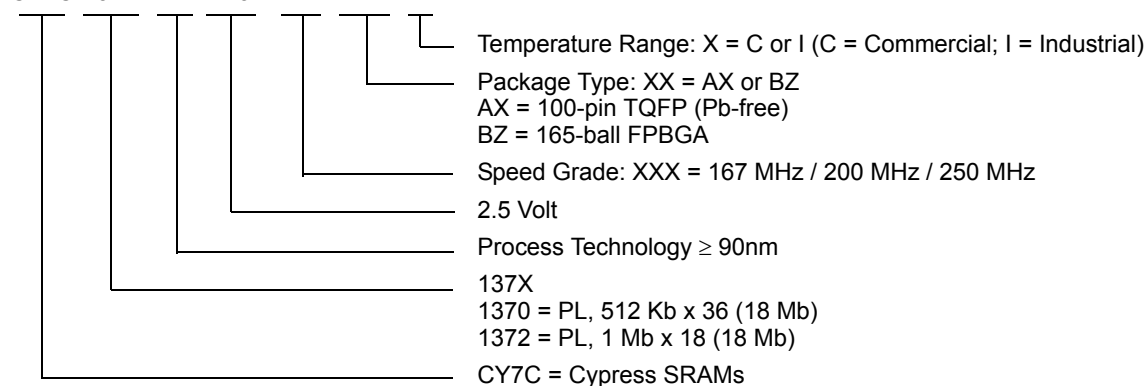 Temperature Range: X = C or I (C = Commercial; I = Industrial)
Package Type: XX = AX or BZ
AX = 100-pin TQFP (Pb-free)
BZ = 165-ball FPBGA
Speed Grade: XXX = 167 MHz / 200 MHz / 250 MHz
2.5 Volt
Process Technology ≥ 90nm
137X
1370 = PL, 512 Kb x 36 (18 Mb)
1372 = PL, 1 Mb x 18 (18 Mb)
CY7C = Cypress SRAMs